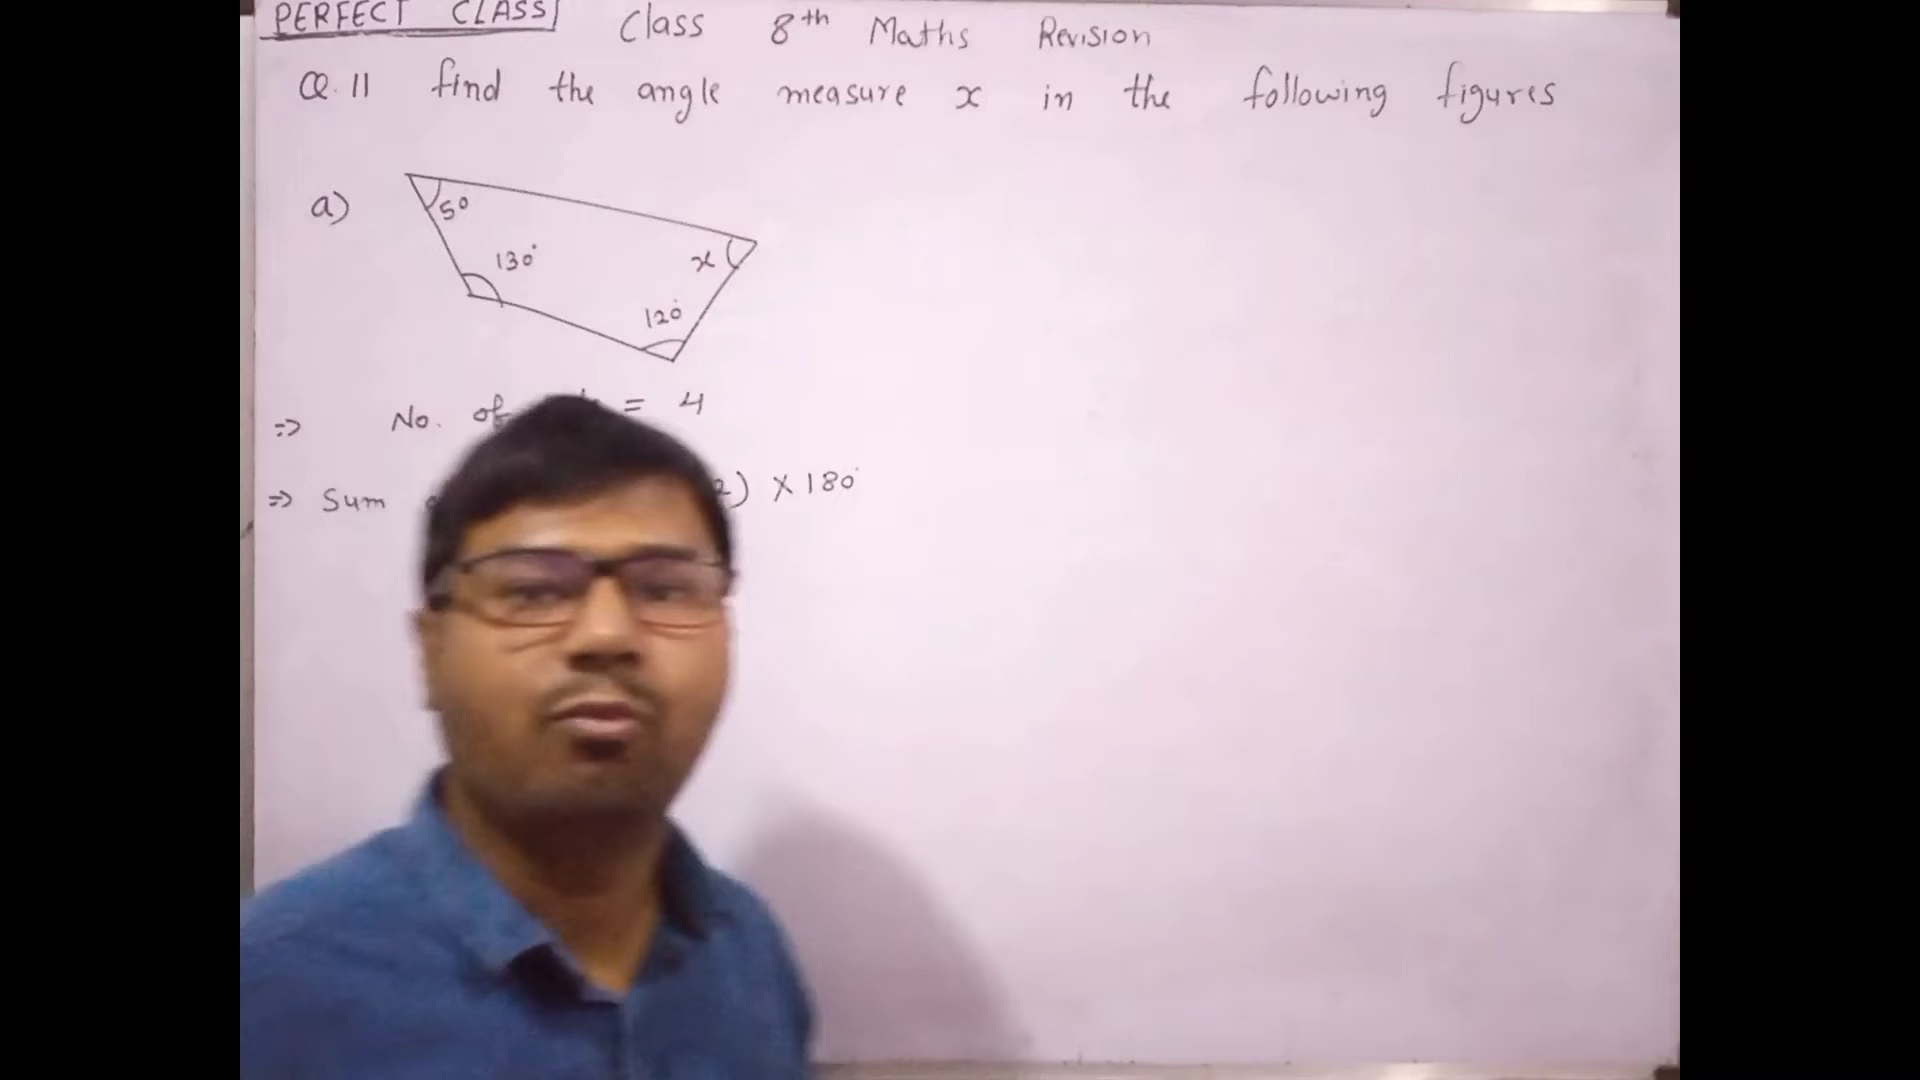 PERFECT CLASS Class 8th Maths Revision
Q.11 find the angle measure x in the following figures
a)
50
130°
x
120°
⇒ No. of = 4
⇒ Sum 2) × 180°